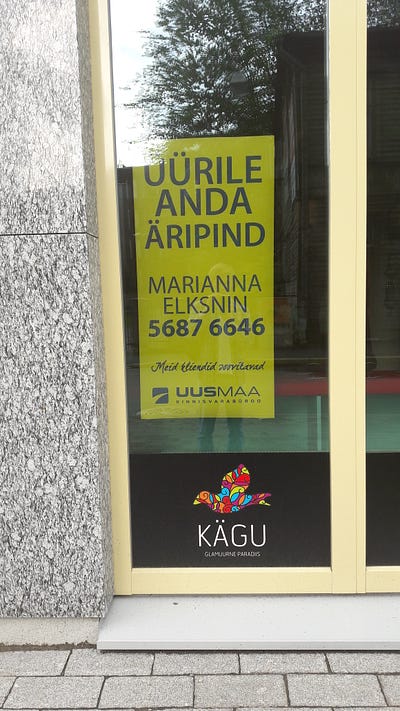 ÜÜRILE
ANDA
ÄRIPIND
MARIANNA
ELKSNIN
5687 6646
Meid kliendid soovitavad
UUSMAA
KINNISVARABÜROO
KÄGU
GLAMUURNE PARADIIS